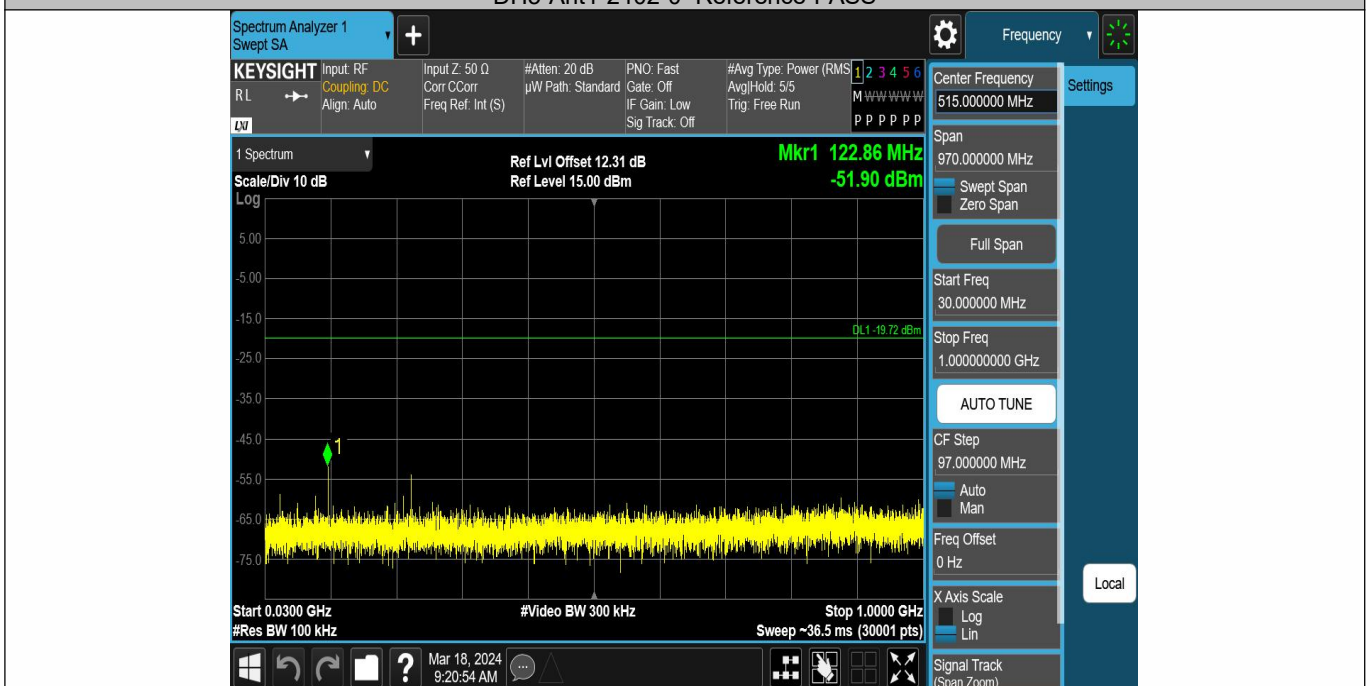 Spectrum Analyzer 1
Swept SA
+
Frequency
KEYSIGHT
RL
LXI
Input: RF
Coupling: DC
Align: Auto
Input Z: 50 Ω
Corr CCorr
Freq Ref: Int (S)
#Atten: 20 dB
µW Path: Standard
PNO: Fast
Gate: Off
IF Gain: Low
Sig Track: Off
#Avg Type: Power (RMS
Avg|Hold: 5/5
Trig: Free Run
1 2 3 4 5 6
M W W W W W
P P P P P P
1 Spectrum
Scale/Div 10 dB
Log
Ref Lvl Offset 12.31 dB
Ref Level 15.00 dBm
Mkr1 122.86 MHz
-51.90 dBm
5.00
-5.00
-15.0
DL1 -19.72 dBm
-25.0
-35.0
-45.0
1
-55.0
-65.0
-75.0
Start 0.0300 GHz
#Video BW 300 kHz
Stop 1.0000 GHz
#Res BW 100 kHz
Sweep ~36.5 ms (30001 pts)
?
Mar 18, 2024
9:20:54 AM
Center Frequency
515.000000 MHz
Settings
Span
970.000000 MHz
Swept Span
Zero Span
Full Span
Start Freq
30.000000 MHz
Stop Freq
1.000000000 GHz
AUTO TUNE
CF Step
97.000000 MHz
Auto
Man
Freq Offset
0 Hz
X Axis Scale
Log
Lin
Local
Signal Track
(Span Zoom)